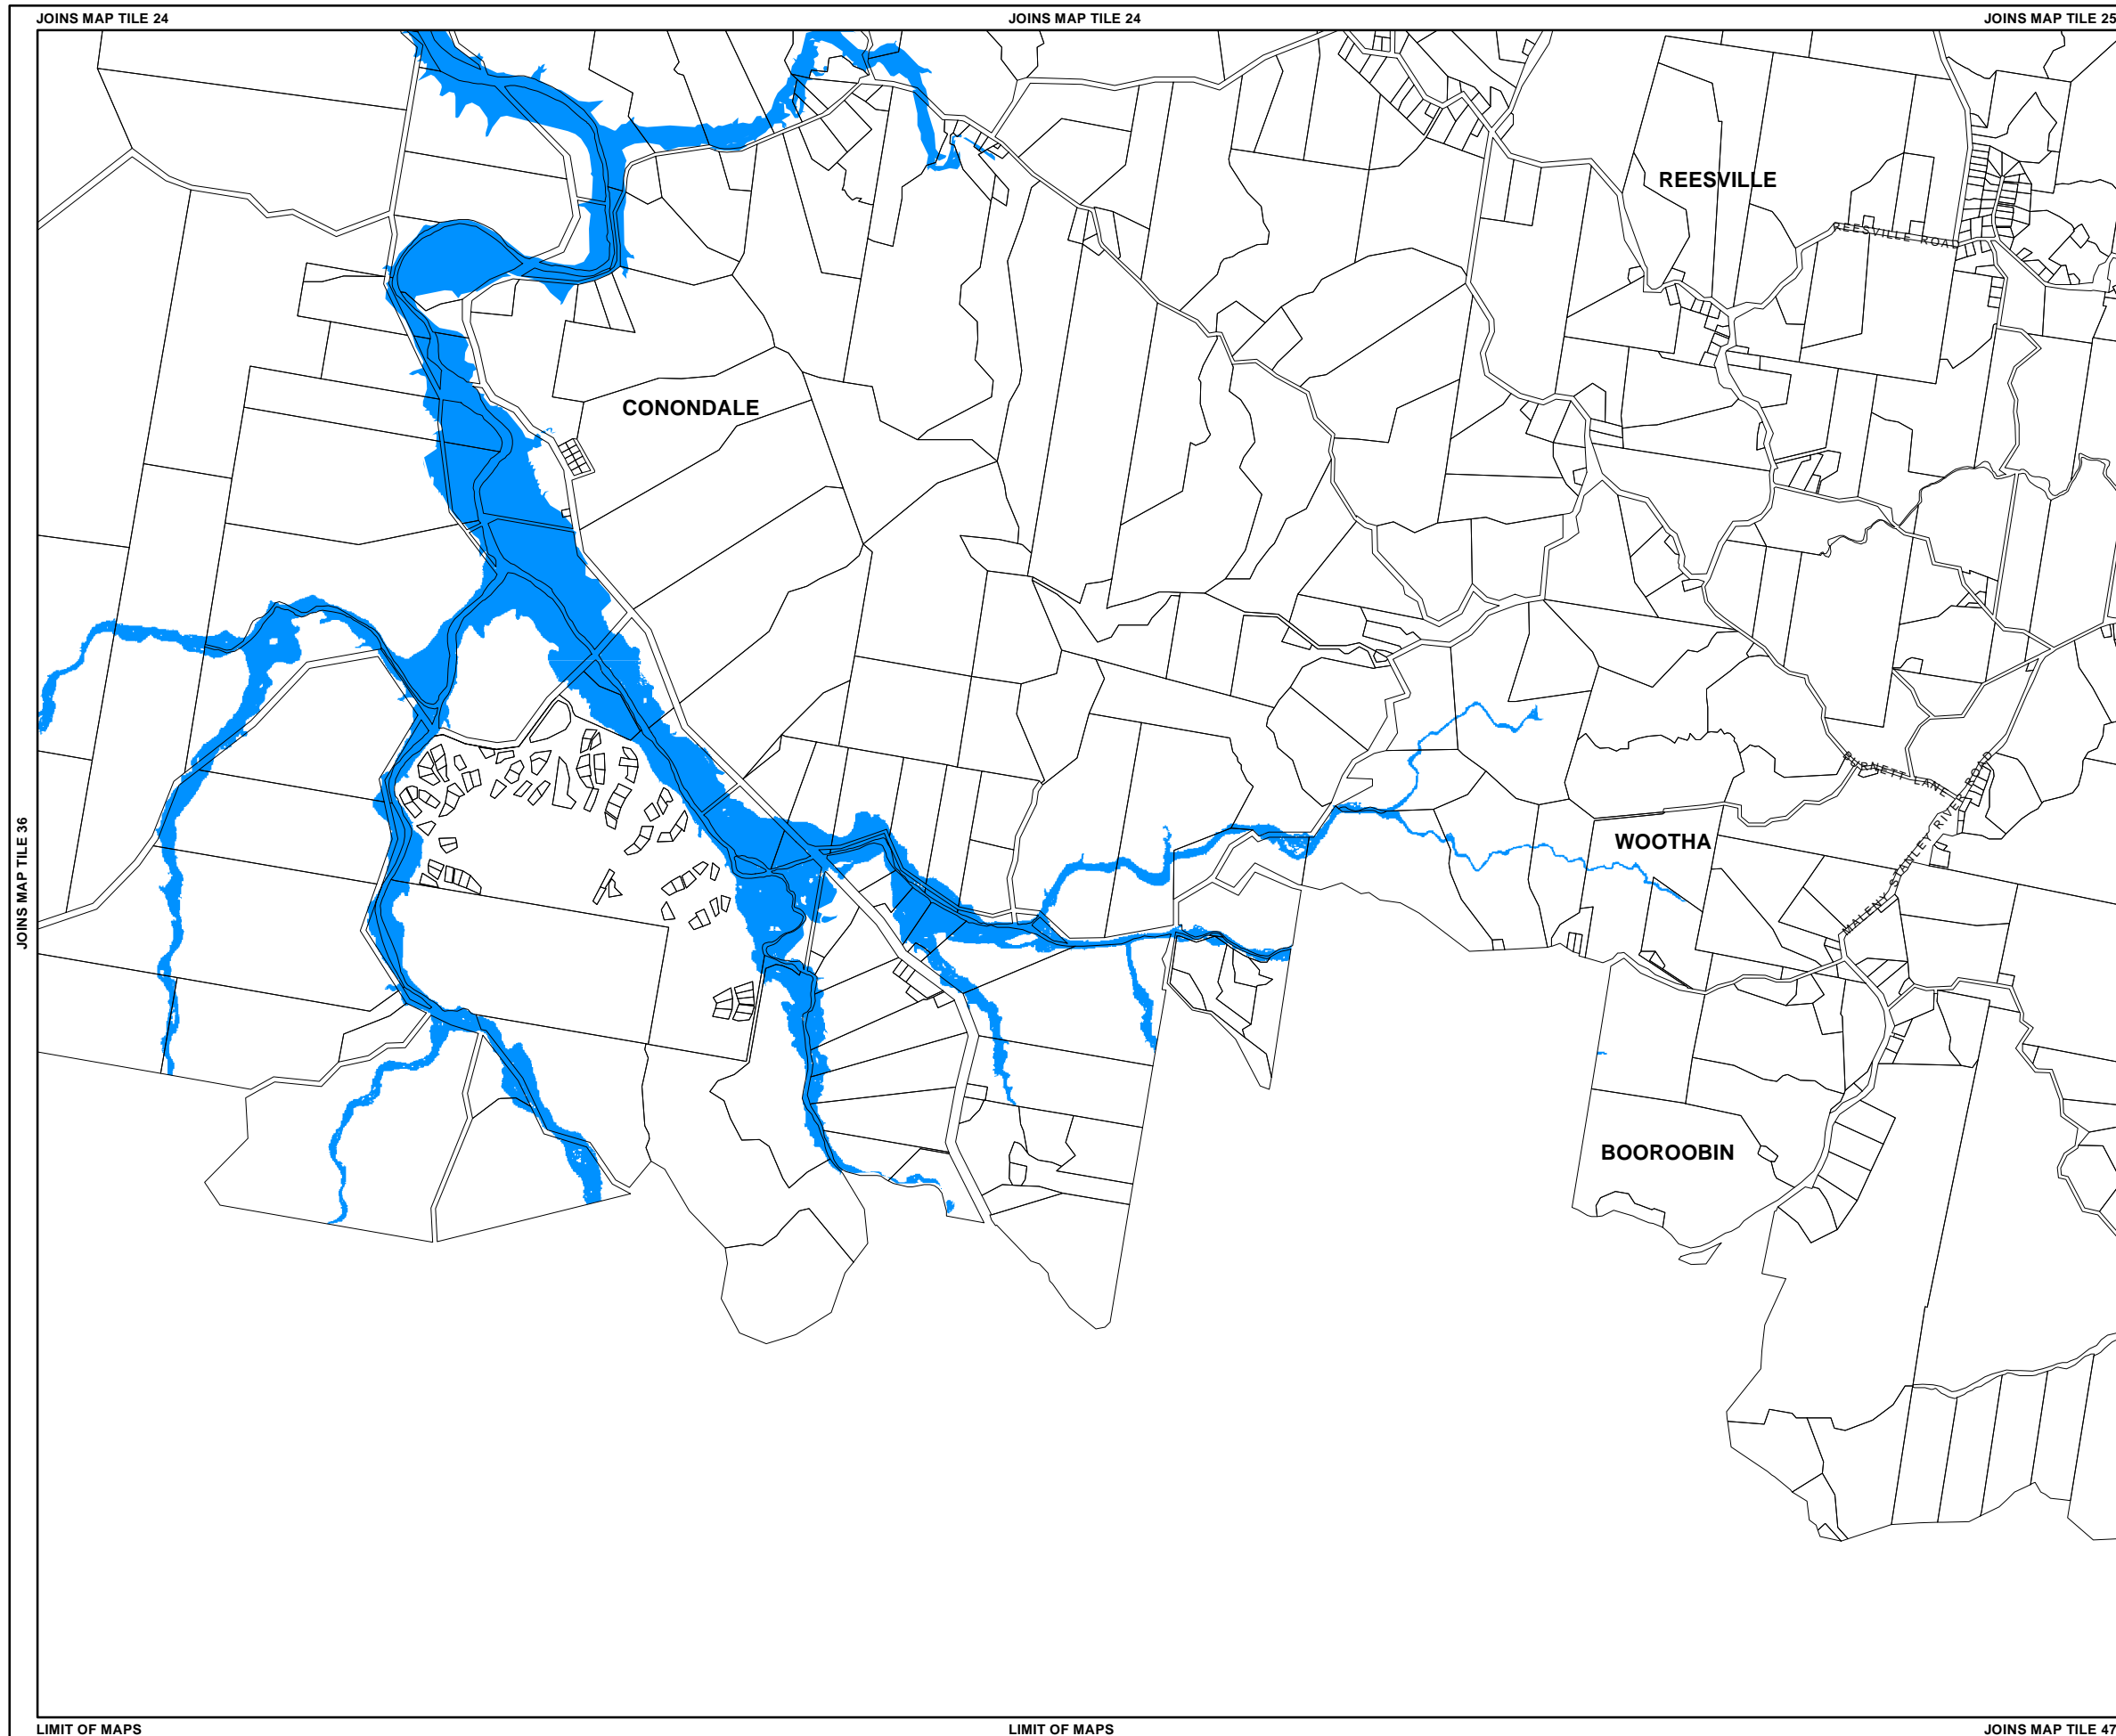 JOINS MAP TILE 24
JOINS MAP TILE 24
JOINS MAP TILE 25
REESVILLE
REESVILLE ROAD
CONONDALE
BURNETT LANE
MALENY STANLEY RIVER ROAD
WOOTHA
JOINS MAP TILE 36
BOOROOBIN
LIMIT OF MAPS
LIMIT OF MAPS
JOINS MAP TILE 47